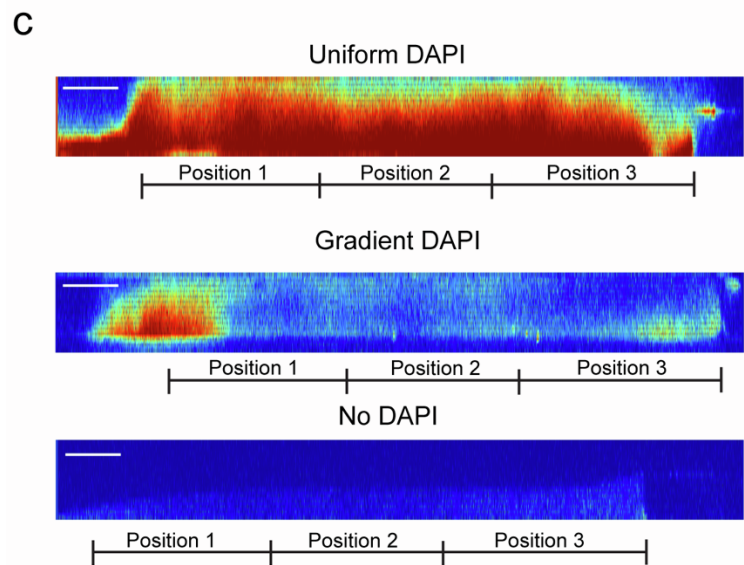 C
Uniform DAPI
Position 1 Position 2 Position 3
Gradient DAPI
Position 1 Position 2 Position 3
No DAPI
Position 1 Position 2 Position 3